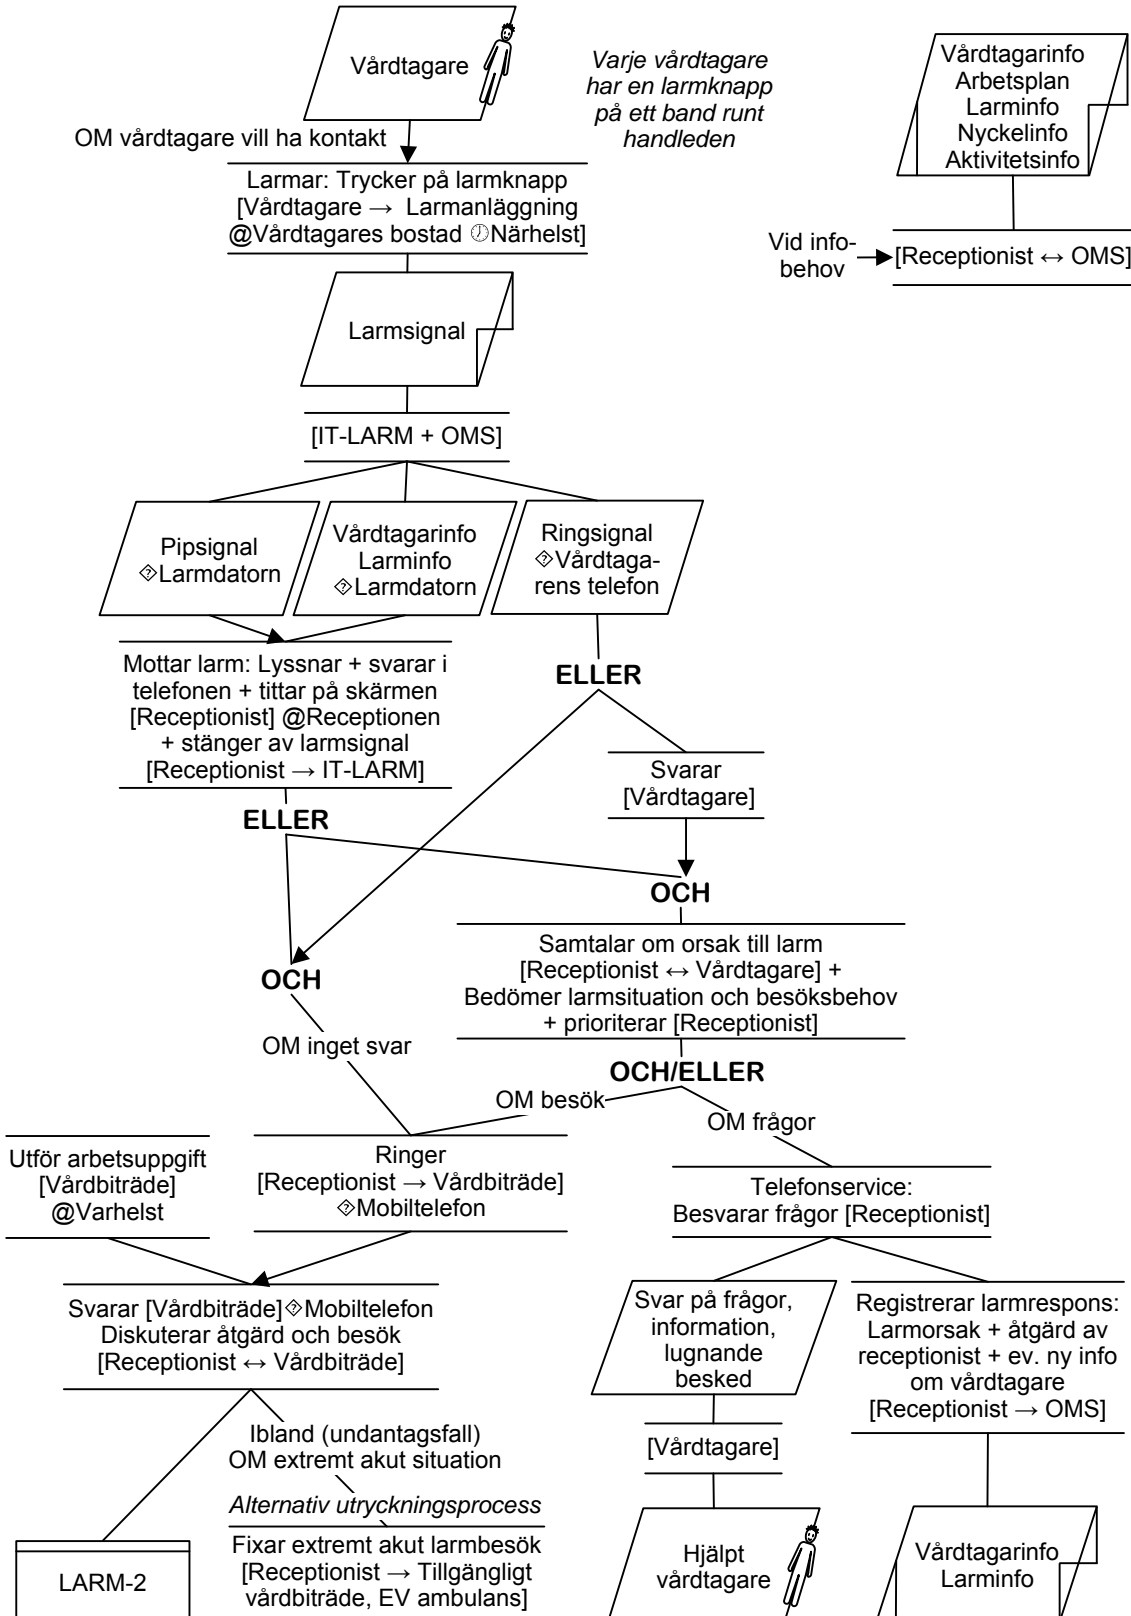 Vårdtagare
Varje vårdtagare
har en larmknapp
på ett band runt
handleden
Vårdtagarinfo
Arbetsplan
Larminfo
Nyckelinfo
Aktivitetsinfo
OM vårdtagare vill ha kontakt
Larmar: Trycker på larmknapp
[Vårdtagare → Larmanläggning
@Vårdtagares bostad 🕖Närhelst]
Vid info-
behov
[Receptionist ↔ OMS]
Larmsignal
[IT-LARM + OMS]
Pipsignal
⍰Larmdatorn
Vårdtagarinfo
Larminfo
⍰Larmdatorn
Ringsignal
⍰Vårdtaga-
rens telefon
Mottar larm: Lyssnar + svarar i
telefonen + tittar på skärmen
[Receptionist] @Receptionen
+ stänger av larmsignal
[Receptionist → IT-LARM]
ELLER
Svarar
[Vårdtagare]
ELLER
OCH
Samtalar om orsak till larm
[Receptionist ↔ Vårdtagare] +
Bedömer larmsituation och besöksbehov
+ prioriterar [Receptionist]
OCH
OM inget svar
OCH/ELLER
OM besök
OM frågor
Utför arbetsuppgift
[Vårdbiträde]
@Varhelst
Ringer
[Receptionist → Vårdbiträde]
⍰Mobiltelefon
Telefonservice:
Besvarar frågor [Receptionist]
Svarar [Vårdbiträde]⍰Mobiltelefon
Diskuterar åtgärd och besök
[Receptionist ↔ Vårdbiträde]
Svar på frågor,
information,
lugnande
besked
Registrerar larmrespons:
Larmorsak + åtgärd av
receptionist + ev. ny info
om vårdtagare
[Receptionist → OMS]
Ibland (undantagsfall)
OM extremt akut situation
[Vårdtagare]
Alternativ utryckningsprocess
Fixar extremt akut larmbesök
[Receptionist → Tillgängligt
vårdbiträde, EV ambulans]
LARM-2
Hjälpt
vårdtagare
Vårdtagarinfo
Larminfo